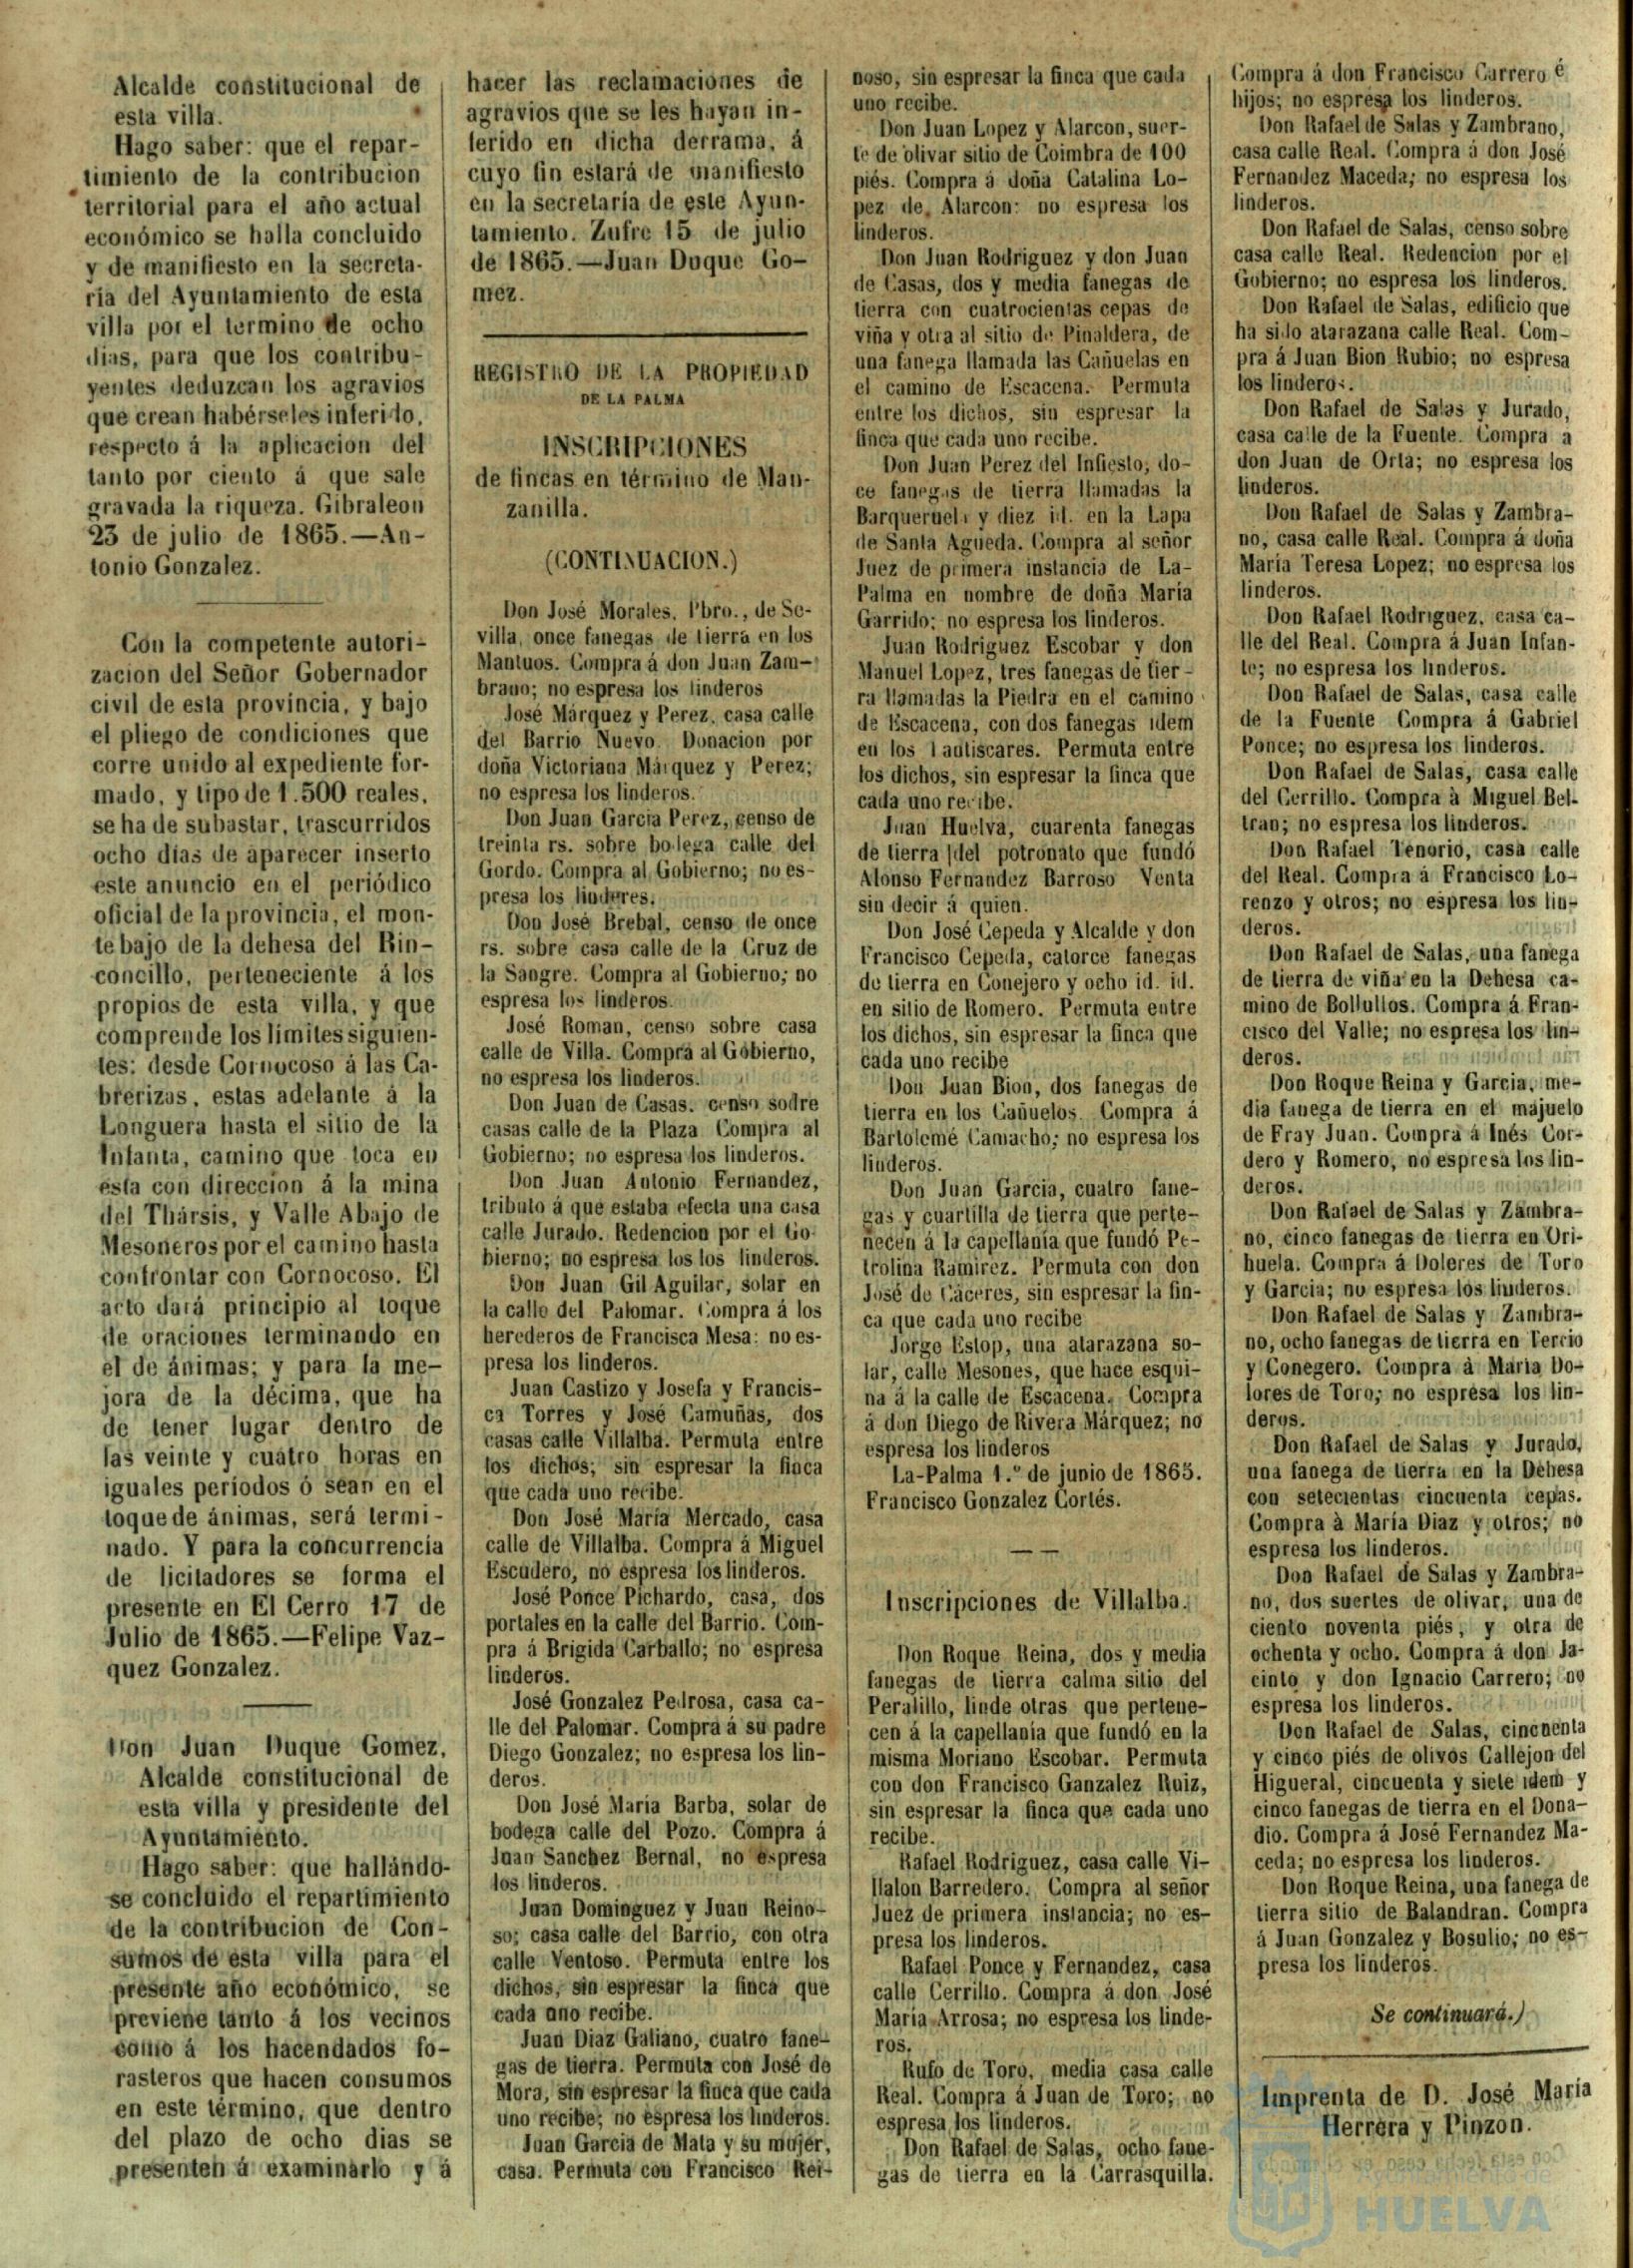 Alcalde constitucional de
esta villa.
Hago saber: que el repar-
timiento de la contribucion
territorial para el año actual
económico se halla concluido
y de manifiesto en la secreta-
ría del Ayuntamiento de esta
villa por el termino de ocho
dias, para que los contribu-
yentes deduzcan los agravios
que crean habérseles inferido,
respecto á la aplicacion del
tanto por ciento á que sale
gravada la riqueza. Gibraleon
23 de julio de 1865.—An-
tonio Gonzalez.
Con la competente autori-
zacion del Señor Gobernador
civil de esta provincia, y bajo
el pliego de condiciones que
corre unido al expediente for-
mado, y tipo de 1.500 reales,
se ha de subastar, trascurridos
ocho dias de aparecer inserto
este anuncio en el periódico
oficial de la provincia, el mon-
te bajo de la dehesa del Rin-
concillo, perteneciente á los
propios de esta villa, y que
comprende los limites siguien-
tes: desde Cornocoso á las Ca-
brerizas, estas adelante á la
Longuera hasta el sitio de la
Infanta, camino que toca en
esta con direccion á la mina
del Thársis, y Valle Abajo de
Mesoneros por el camino hasta
confrontar con Cornocoso. El
acto dará principio al toque
de oraciones terminando en
el de ánimas; y para la me-
jora de la décima, que ha
de tener lugar dentro de
las veinte y cuatro horas en
iguales periodos ó sean en el
toque de ánimas, será termi-
nado. Y para la concurrencia
de licitadores se forma el
presente en El Cerro 17 de
Julio de 1865.—Felipe Vaz-
quez Gonzalez.
Don Juan Duque Gomez,
Alcalde constitucional de
esta villa y presidente del
Ayuntamiento.
Hago saber: que hallándo-
se concluido el repartimiento
de la contribucion de Con-
sumos de esta villa para el
presente año económico, se
previene tanto á los vecinos
como á los hacendados fo-
rasteros que hacen consumos
en este término, que dentro
del plazo de ocho dias se
presenten á examinarlo y á
hacer las reclamaciones de
agravios que se les hayan in-
ferido en dicha derrama, á
cuyo fin estará de manifiesto
en la secretaría de este Ayun-
tamiento. Zufre 15 de julio
de 1865.—Juan Duque Go-
mez.
REGISTRO DE LA PROPIEDAD
DE LA PALMA
INSCRIPCIONES
de fincas en término de Man-
zanilla.
(CONTINUACION.)
Don José Morales, Pbro., de Se-
villa, once fanegas de tierra en los
Mantuos. Compra á don Juan Zam-
brano; no espresa los linderos
José Márquez y Perez, casa calle
del Barrio Nuevo. Donacion por
doña Victoriana Márquez y Perez;
no espresa los linderos.
Don Juan Garcia Perez, censo de
treinta rs. sobre bodega calle del
Gordo. Compra al Gobierno; no es-
presa los linderes.
Don José Brebal, censo de once
rs. sobre casa calle de la Cruz de
la Sangre. Compra al Gobierno; no
espresa los linderos.
José Roman, censo sobre casa
calle de Villa. Compra al Gobierno,
no espresa los linderos.
Don Juan de Casas. censo sodre
casas calle de la Plaza Compra al
Gobierno; no espresa los linderos.
Don Juan Antonio Fernandez,
tributo á que estaba efecta una casa
calle Jurado. Redencion por el Go-
bierno; no espresa los los linderos.
Don Juan Gil Aguilar, solar en
la calle del Palomar. Compra á los
herederos de Francisca Mesa: no es-
presa los linderos.
Juan Castizo y Josefa y Francis-
ca Torres y José Camuñas, dos
casas calle Villalba. Permuta entre
los dichos; sin espresar la finca
que cada uno recibe.
Don José María Mercado, casa
calle de Villalba. Compra á Miguel
Escudero, no espresa los linderos.
José Ponce Pichardo, casa, dos
portales en la calle del Barrio. Com-
pra á Brigida Carballo; no espresa
linderos.
José Gonzalez Pedrosa, casa ca-
lle del Palomar. Compra á su padre
Diego Gonzalez; no espresa los lin-
deros.
Don José María Barba, solar de
bodega calle del Pozo. Compra á
Juan Sanchez Bernal, no espresa
los linderos.
Juan Dominguez y Juan Reino-
so; casa calle del Barrio, con otra
calle Ventoso. Permuta entre los
dichos, sin espresar la finca que
cada uno recibe.
Juan Diaz Galiano, cuatro fane-
gas de tierra. Permuta con José de
Mora, sin espresar la finca que cada
uno recibe; no espresa los linderos.
Juan Garcia de Mata y su mujer,
casa. Permuta con Francisco Rei-
noso, sin espresar la finca que cada
uno recibe.
Don Juan Lopez y Alarcon, suer-
te de olivar sitio de Coimbra de 100
piés. Compra á doña Catalina Lo-
pez de Alarcon: no espresa los
linderos.
Don Juan Rodriguez y don Juan
de Casas, dos y media fanegas de
tierra con cuatrocientas cepas de
viña y otra al sitio de Pinaldera, de
una fanega llamada las Cañuelas en
el camino de Escacena. Permuta
entre los dichos, sin espresar la
finca que cada uno recibe.
Don Juan Perez del Infiesto, do-
ce fanegas de tierra llamadas la
Barqueruela y diez id. en la Lapa
de Santa Agueda. Compra al señor
Juez de primera instancia de La-
Palma en nombre de doña María
Garrido; no espresa los linderos.
Juan Rodriguez Escobar y don
Manuel Lopez, tres fanegas de tier-
ra llamadas la Piedra en el camino
de Escacena, con dos fanegas idem
en los Lantiscares. Permuta entre
los dichos, sin espresar la finca que
cada uno recibe.
Juan Huelva, cuarenta fanegas
de tierra del potronato que fundó
Alonso Fernandez Barroso Venta
sin decir á quien.
Don José Cepeda y Alcalde y don
Francisco Cepeda, catorce fanegas
de tierra en Conejero y ocho id. id.
en sitio de Romero. Permuta entre
los dichos, sin espresar la finca que
cada uno recibe
Don Juan Bion, dos fanegas de
tierra en los Cañuelos. Compra á
Bartolemé Camacho; no espresa los
linderos.
Don Juan Garcia, cuatro fane-
gas y cuartilla de tierra que perte-
necen á la capellanía que fundó Pe-
trolina Ramirez. Permuta con don
José de Cáceres, sin espresar la fin-
ca que cada uno recibe
Jorge Estop, una atarazana so-
lar, calle Mesones, que hace esqui-
na á la calle de Escacena. Compra
á don Diego de Rivera Márquez; no
espresa los linderos
La-Palma 1.º de junio de 1865.
Francisco Gonzalez Cortés.
Inscripciones de Villalba.
Don Roque Reina, dos y media
fanegas de tierra calma sitio del
Peralillo, linde otras que pertene-
cen á la capellanía que fundó en la
misma Moriano Escobar. Permuta
con don Francisco Ganzalez Ruiz,
sin espresar la finca que cada uno
recibe.
Rafael Rodriguez, casa calle Vi-
llalon Barredero. Compra al señor
Juez de primera instancia; no es-
presa los linderos.
Rafael Ponce y Fernandez, casa
calle Cerrillo. Compra á don José
María Arrosa; no espresa los linde-
ros.
Rufo de Toro, media casa calle
Real. Compra á Juan de Toro; no
espresa los linderos.
Don Rafael de Salas, ocho fane-
gas de tierra en la Carrasquilla.
Compra á don Francisco Carrero é
hijos; no espresa los linderos.
Don Rafael de Salas y Zambrano,
casa calle Real. Compra á don José
Fernandez Maceda; no espresa los
linderos.
Don Rafael de Salas, censo sobre
casa calle Real. Redencion por el
Gobierno; no espresa los linderos.
Don Rafael de Salas, edificio que
ha sido atarazana calle Real. Com-
pra á Juan Bion Rubio; no espresa
los linderos.
Don Rafael de Salas y Jurado,
casa calle de la Fuente. Compra a
don Juan de Orta; no espresa los
linderos.
Don Rafael de Salas y Zambra-
no, casa calle Real. Compra á doña
María Teresa Lopez; no espresa los
linderos.
Don Rafael Rodriguez, casa ca-
lle del Real. Compra á Juan Infan-
te; no espresa los linderos.
Don Rafael de Salas, casa calle
de la Fuente Compra á Gabriel
Ponce; no espresa los linderos.
Don Rafael de Salas, casa calle
del Cerrillo. Compra à Miguel Bel-
tran; no espresa los linderos.
Don Rafael Tenorio, casa calle
del Real. Compra á Francisco Lo-
renzo y otros; no espresa los lin-
deros.
Don Rafael de Salas, una fanega
de tierra de viña en la Dehesa ca-
mino de Bollullos. Compra á Fran-
cisco del Valle; no espresa los lin-
deros.
Don Roque Reina y Garcia, me-
dia fanega de tierra en el majuelo
de Fray Juan. Compra á Inés Cor-
dero y Romero, no espresa los lin-
deros.
Don Rafael de Salas y Zambra-
no, cinco fanegas de tierra en Ori-
huela. Compra á Doleres de Toro
y Garcia; no espresa los linderos.
Don Rafael de Salas y Zambra-
no, ocho fanegas de tierra en Tercio
y Conegero. Compra á María Do-
lores de Toro; no espresa los lin-
deros.
Don Rafael de Salas y Jurado,
una fanega de tierra en la Dehesa
con setecientas cincuenta cepas.
Compra à María Diaz y otros; no
espresa los linderos.
Don Rafael de Salas y Zambra-
no, dos suertes de olivar, una de
ciento noventa piés, y otra de
ochenta y ocho. Compra á don Ja-
cinto y don Ignacio Carrero; no
espresa los linderos.
Don Rafael de Salas, cincuenta
y cinco piés de olivos Callejon del
Higueral, cincuenta y siete idem y
cinco fanegas de tierra en el Dona-
dio. Compra á José Fernandez Ma-
ceda; no espresa los linderos.
Don Roque Reina, una fanega de
tierra sitio de Balandran. Compra
á Juan Gonzalez y Bosulio; no es-
presa los linderos.
Se continuará.)
Imprenta de D. José María
Herrera y Pinzon.
HUELVA